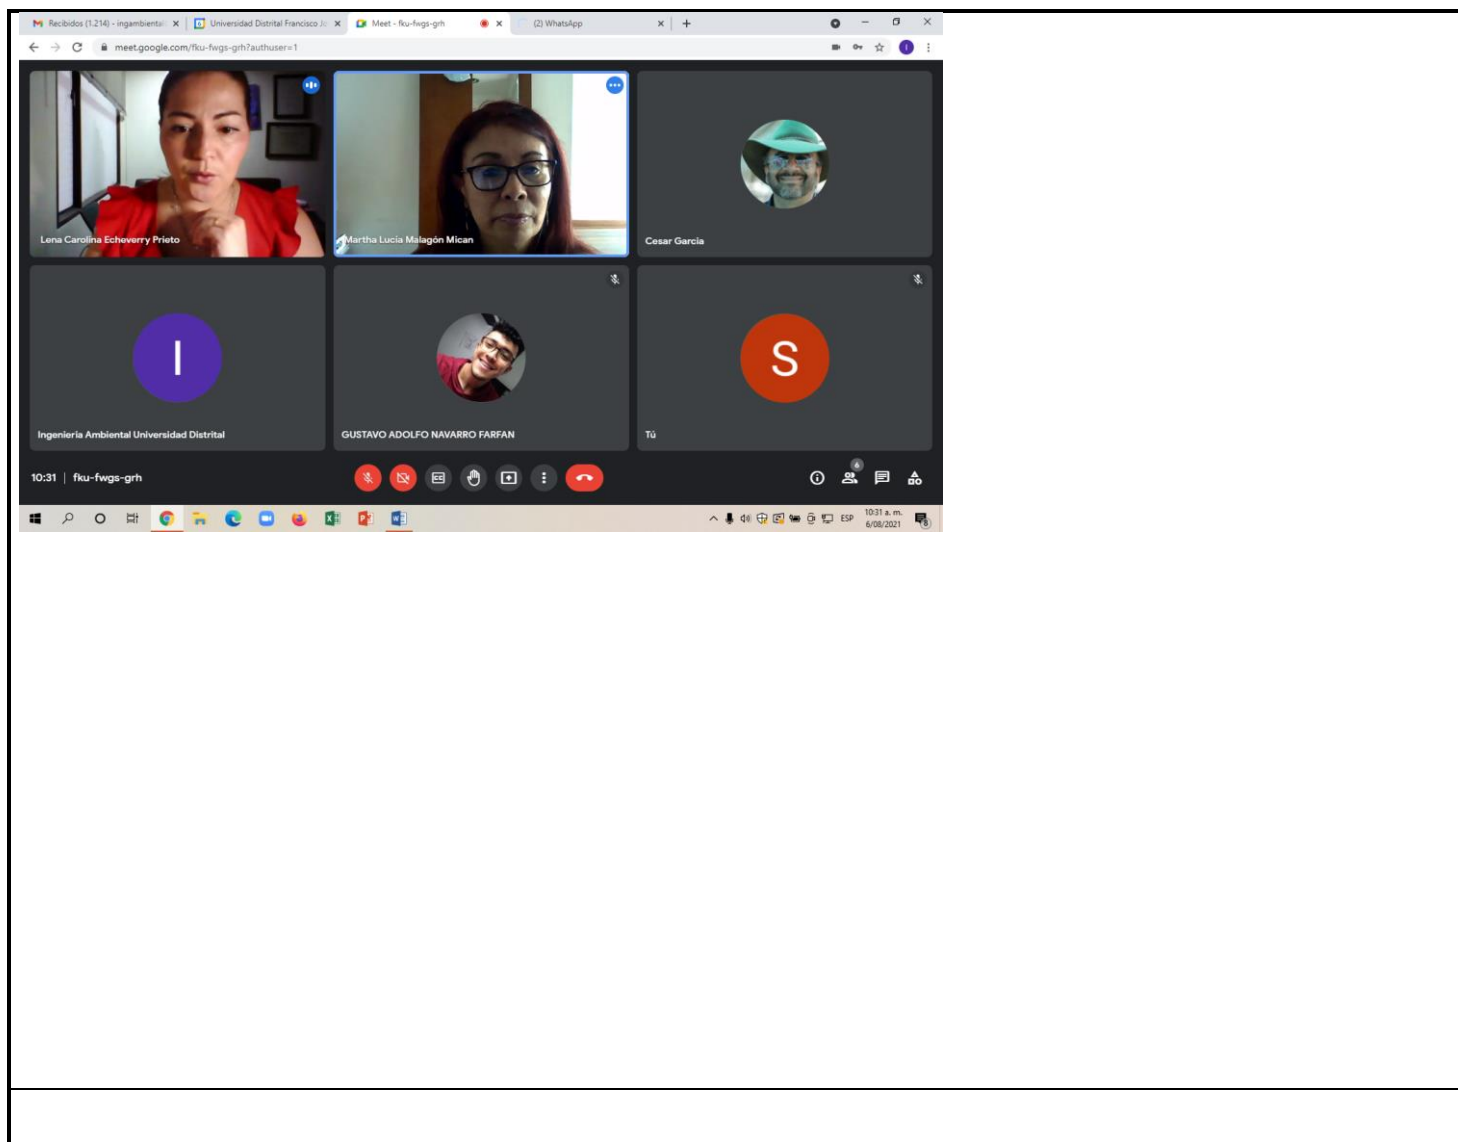 Recibidos (1.214) - ingambiental
Universidad Distrital Francisco Jo
Meet - fku-fwgs-grh
(2) WhatsApp
meet.google.com/fku-fwgs-grh?authuser=1
I
Lena Carolina Echeverry Prieto
Martha Lucía Malagón Mican
Cesar Garcia
I
S
Ingenieria Ambiental Universidad Distrital
GUSTAVO ADOLFO NAVARRO FARFAN
Tú
10:31 | fku-fwgs-grh
6
ESP
10:31 a. m.
6/08/2021
8